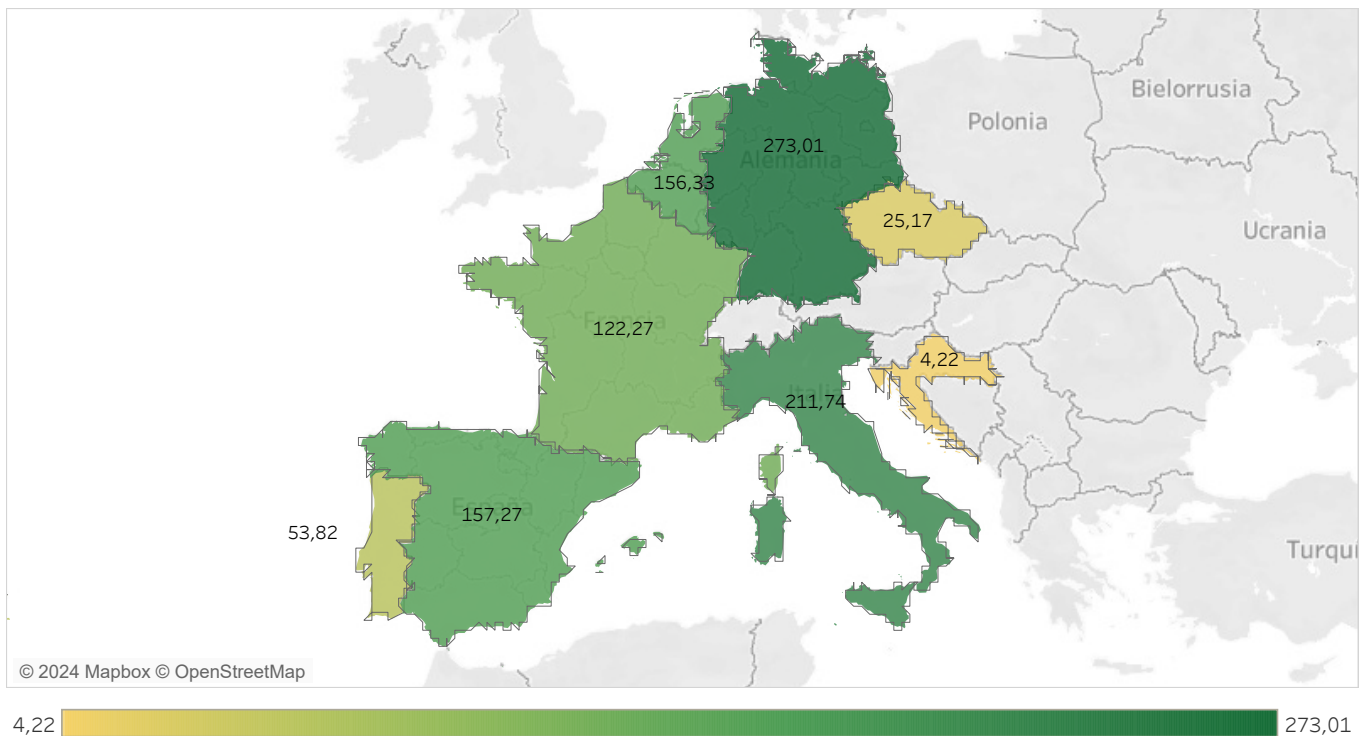 Bielorrusia
Polonia
273,01
Alemania
156,33
25,17
Ucrania
Francia
122,27
4,22
Italia
211,74
España
157,27
53,82
Turqu
© 2024 Mapbox © OpenStreetMap
4,22
273,01